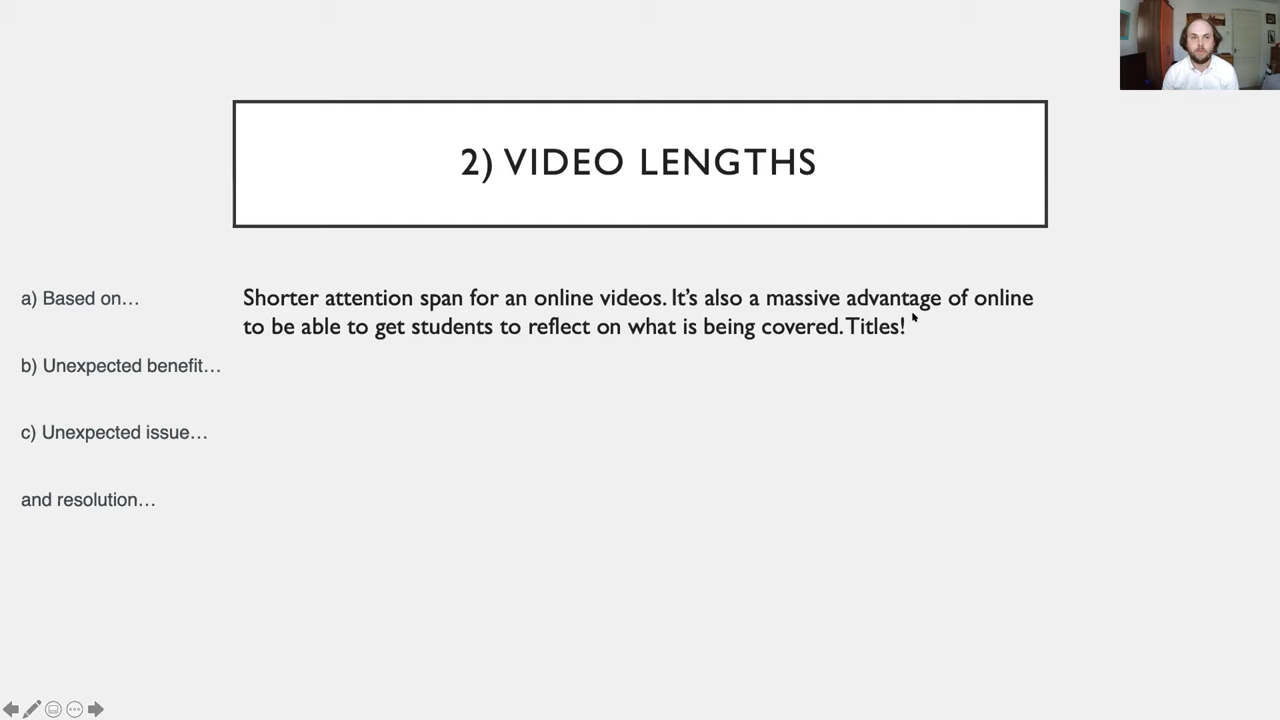 2) VIDEO LENGTHS
a) Based on…
Shorter attention span for an online videos. It's also a massive advantage of online
to be able to get students to reflect on what is being covered. Titles!
b) Unexpected benefit…
c) Unexpected issue…
and resolution…